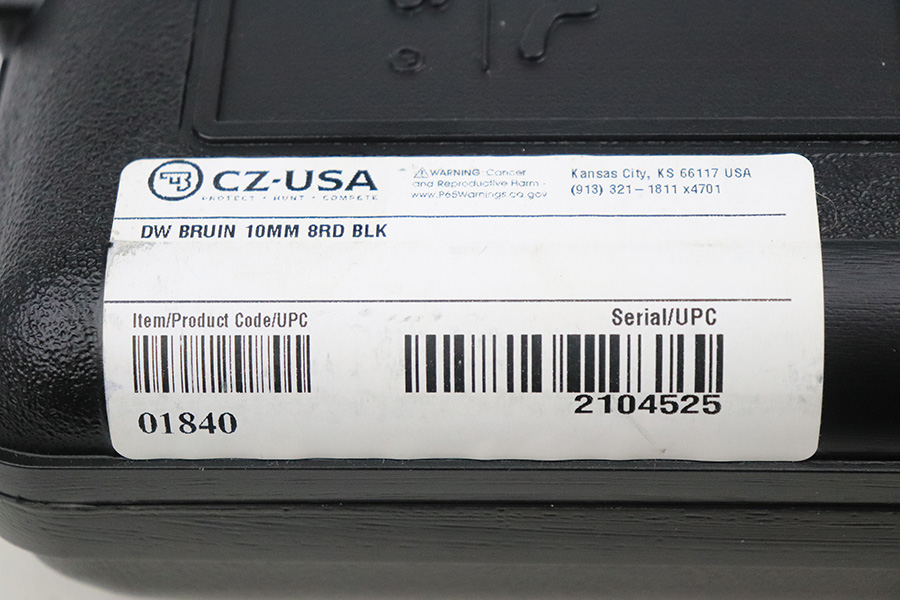 CZ-USA
PROTECT • HUNT • COMPETE
WARNING: Cancer
and Reproductive Harm -
www.P65Warnings.ca.gov
Kansas City, KS 66117 USA
(913) 321-1811 x4701
DW BRUIN 10MM 8RD BLK
Item/Product Code/UPC
Serial/UPC
01840
2104525